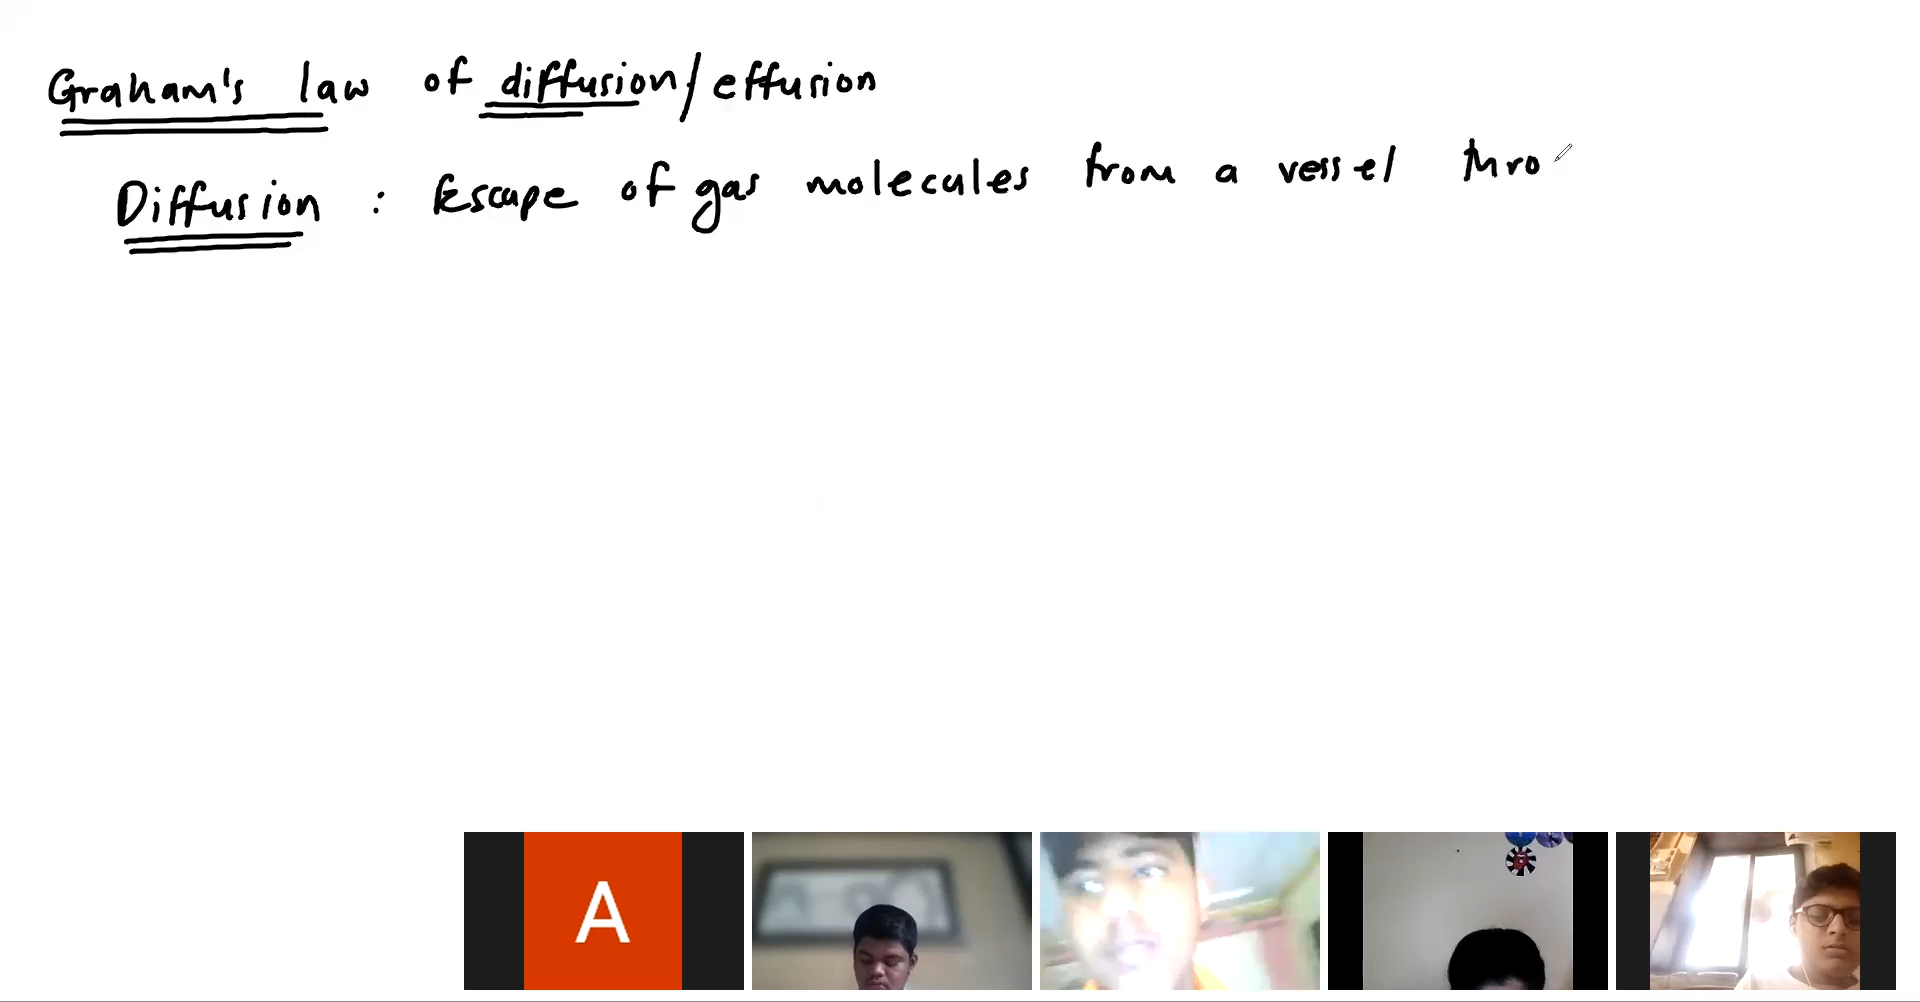 Graham's law of diffusion/effusion
Diffusion : Escape of gas molecules from a vessel thro
A